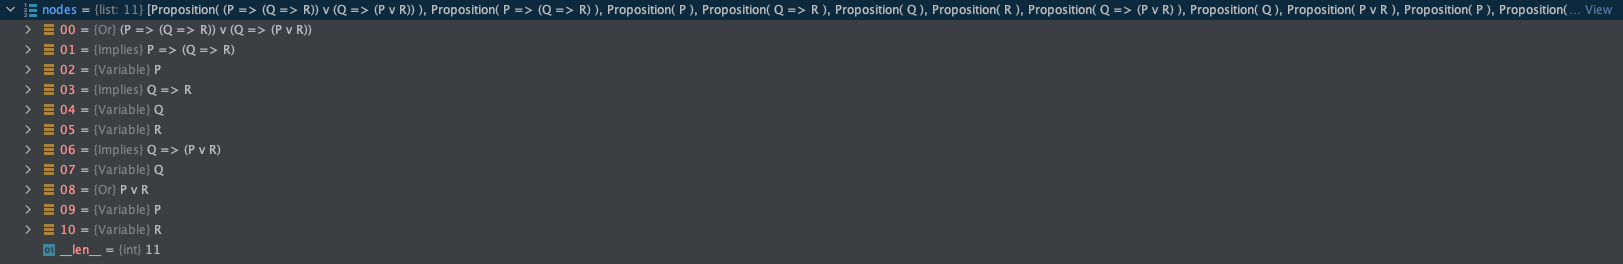 nodes = {list: 11} [Proposition( (P => (Q => R)) v (Q => (P v R)) ), Proposition( P => (Q => R) ), Proposition( P ), Proposition( Q => R ), Proposition( Q ), Proposition( R ), Proposition( Q => (P v R) ), Proposition( Q ), Proposition( P v R ), Proposition( P ), Proposition( ... View
00 = {Or} (P => (Q => R)) v (Q => (P v R))
01 = {Implies} P => (Q => R)
02 = {Variable} P
03 = {Implies} Q => R
04 = {Variable} Q
05 = {Variable} R
06 = {Implies} Q => (P v R)
07 = {Variable} Q
08 = {Or} P v R
09 = {Variable} P
10 = {Variable} R
01 __len__ = {int} 11